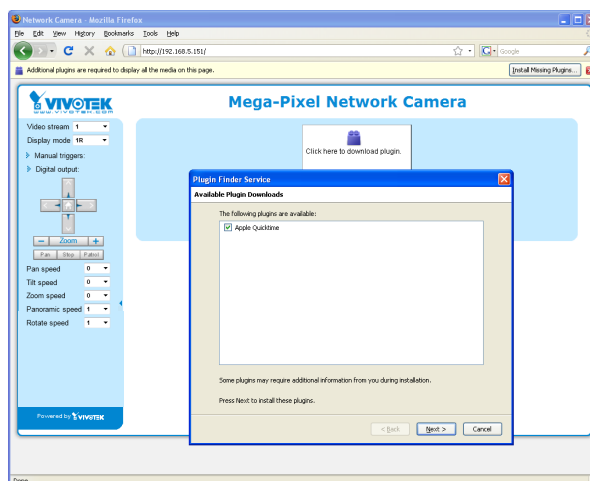 Network Camera - Mozilla Firefox
File Edit View History Bookmarks Tools Help
http://192.168.5.151/
Google
Additional plugins are required to display all the media on this page.
Install Missing Plugins...
VIVOTEK
www.vivotek.com
Mega-Pixel Network Camera
Video stream 1
Display mode 1R
Manual triggers:
Digital output:
Click here to download plugin.
Plugin Finder Service
Available Plugin Downloads
The following plugins are available:
Apple Quicktime
Zoom
Pan Stop Patrol
Pan speed 0
Tilt speed 0
Zoom speed 0
Panoramic speed 1
Rotate speed 1
Some plugins may require additional information from you during installation.
Press Next to install these plugins.
< Back Next > Cancel
Powered by VIVOTEK
Done